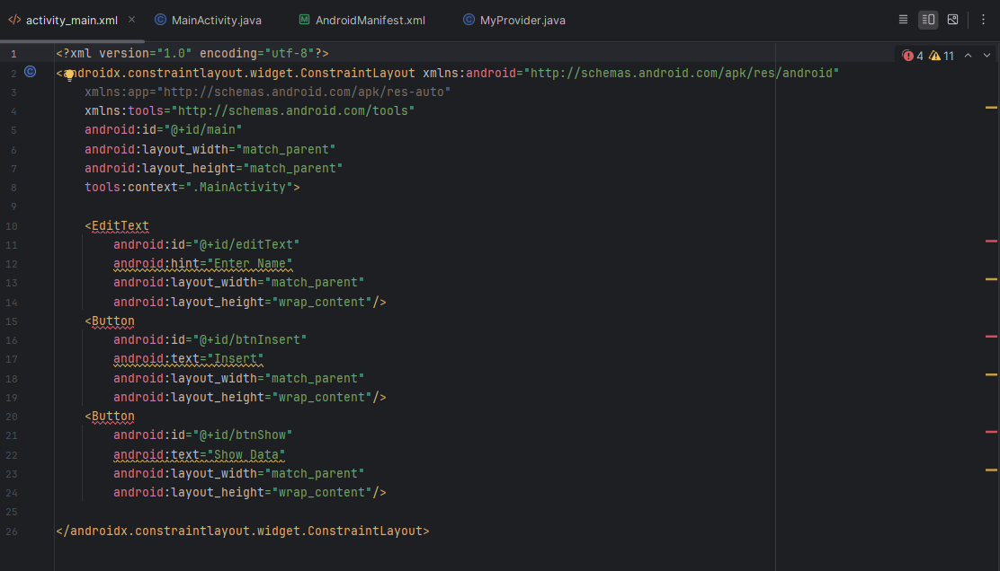 </> activity_main.xml × © MainActivity.java M AndroidManifest.xml © MyProvider.java
4 11
1 <?xml version="1.0" encoding="utf-8"?>
2 <androidx.constraintlayout.widget.ConstraintLayout xmlns:android="http://schemas.android.com/apk/res/android"
3 xmlns:app="http://schemas.android.com/apk/res-auto"
4 xmlns:tools="http://schemas.android.com/tools"
5 android:id="@+id/main"
6 android:layout_width="match_parent"
7 android:layout_height="match_parent"
8 tools:context=".MainActivity">
9
10 <EditText
11 android:id="@+id/editText"
12 android:hint="Enter Name"
13 android:layout_width="match_parent"
14 android:layout_height="wrap_content"/>
15 <Button
16 android:id="@+id/btnInsert"
17 android:text="Insert"
18 android:layout_width="match_parent"
19 android:layout_height="wrap_content"/>
20 <Button
21 android:id="@+id/btnShow"
22 android:text="Show Data"
23 android:layout_width="match_parent"
24 android:layout_height="wrap_content"/>
25
26 </androidx.constraintlayout.widget.ConstraintLayout>